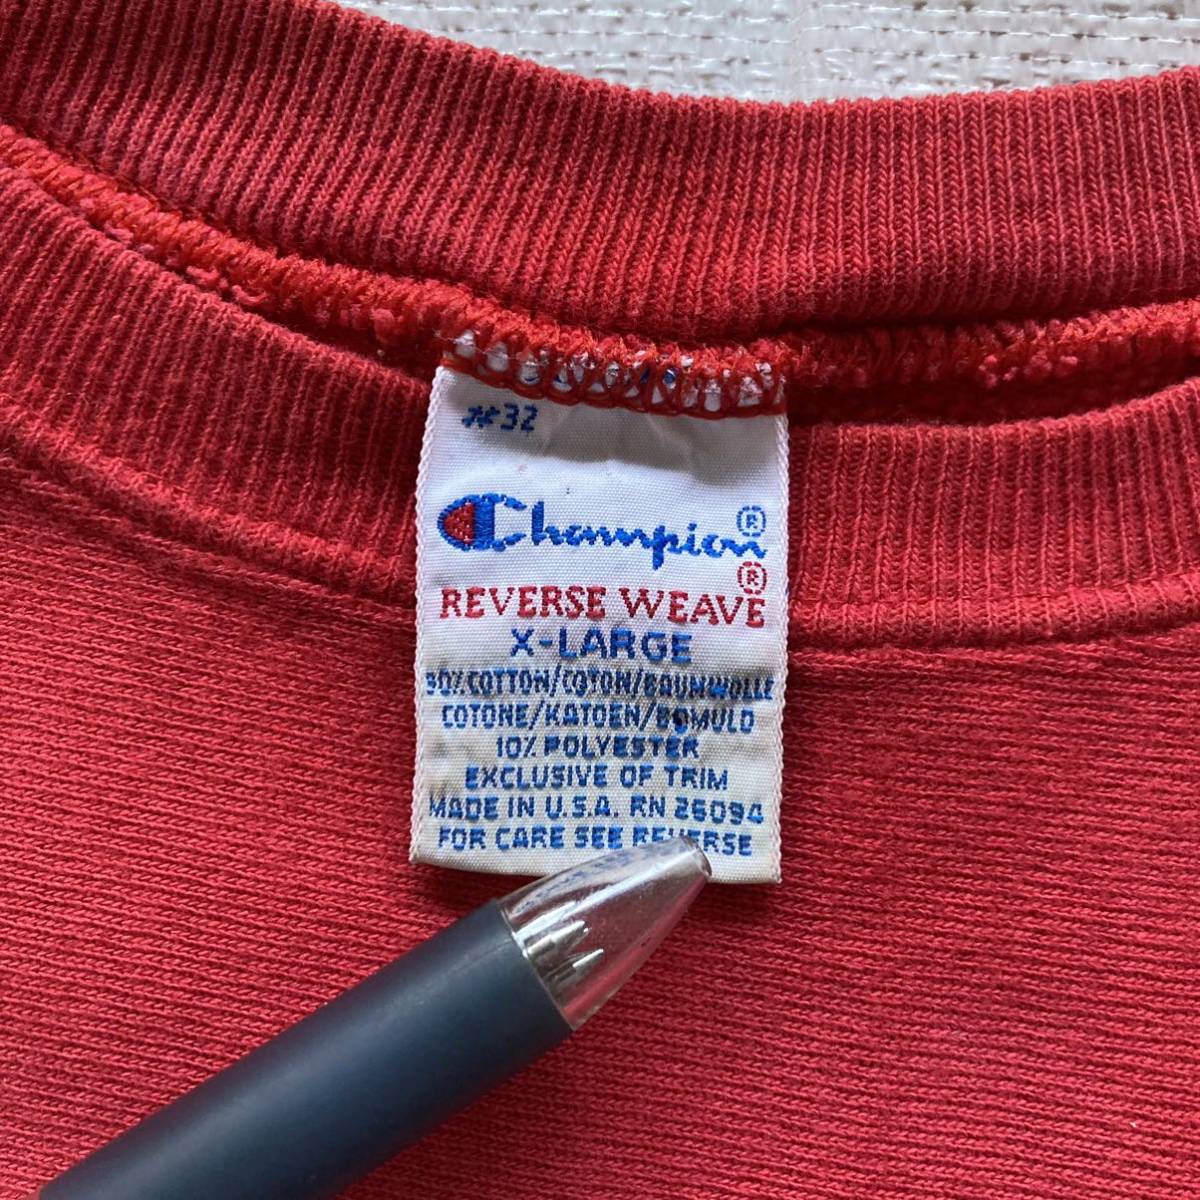 #32
Champion®
REVERSE WEAVE®
X-LARGE
90% COTTON/COTON/BAUMWOLLE
COTONE/KATOEN/BOMULD
10% POLYESTER
EXCLUSIVE OF TRIM
MADE IN U.S.A. RN 26094
FOR CARE SEE REVERSE